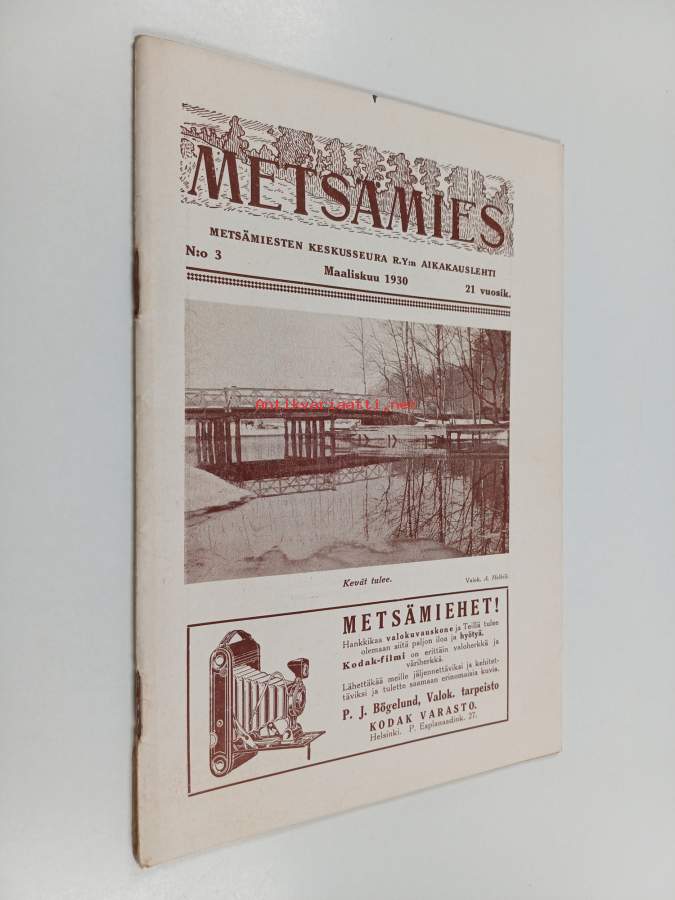 METSÄMIES
METSÄMIESTEN KESKUSSEURA R.Y:n AIKAKAUSLEHTI
N:o 3 Maaliskuu 1930 21 vuosik.
Antikvariaatti.net
Kevät tulee. Valok. A.
METSÄMIEHET!
Hankkikaa valokuvauskone ja Teillä tulee
olemaan siitä paljon iloa ja hyötyä.
Kodak-filmi on erittäin valoherkkä ja
väriherkkä.
Lähettäkää meille jäljennettäviksi ja kehitet-
täviksi ja tulette saamaan erinomaisia kuvia.
P. J. Bögelund, Valok. tarpeisto
KODAK VARASTO.
Helsinki. P. Esplanaadink. 27.